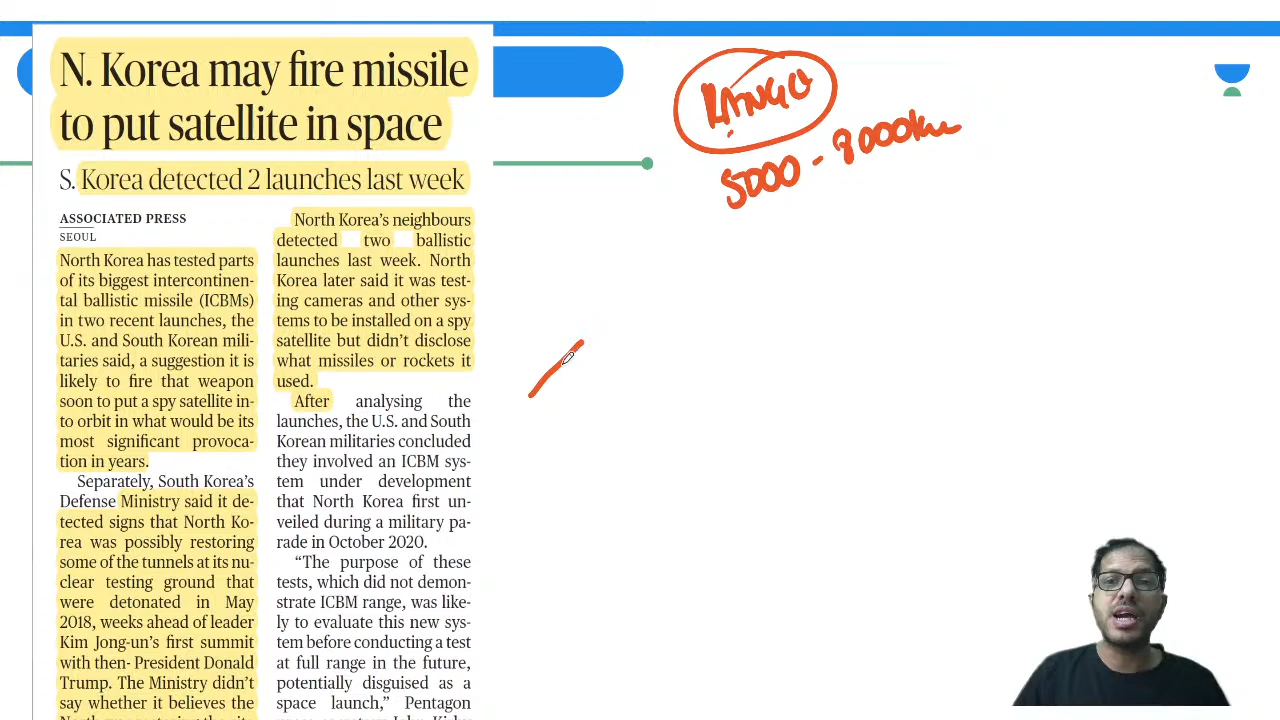 N. Korea may fire missile
to put satellite in space
S. Korea detected 2 launches last week
ASSOCIATED PRESS
SEOUL
North Korea has tested parts
of its biggest intercontinen-
tal ballistic missile (ICBMs)
in two recent launches, the
U.S. and South Korean mili-
taries said, a suggestion it is
likely to fire that weapon
soon to put a spy satellite in-
to orbit in what would be its
most significant provoca-
tion in years.
Separately, South Korea's
Defense Ministry said it de-
tected signs that North Ko-
rea was possibly restoring
some of the tunnels at its nu-
clear testing ground that
were detonated in May
2018, weeks ahead of leader
Kim Jong-un's first summit
with then- President Donald
Trump. The Ministry didn't
say whether it believes the
North Korea's neighbours
detected two ballistic
launches last week. North
Korea later said it was test-
ing cameras and other sys-
tems to be installed on a spy
satellite but didn't disclose
what missiles or rockets it
used.
After analysing the
launches, the U.S. and South
Korean militaries concluded
they involved an ICBM sys-
tem under development
that North Korea first un-
veiled during a military pa-
rade in October 2020.
"The purpose of these
tests, which did not demon-
strate ICBM range, was like-
ly to evaluate this new sys-
tem before conducting a test
at full range in the future,
potentially disguised as a
space launch," Pentagon
5000 - 8000km